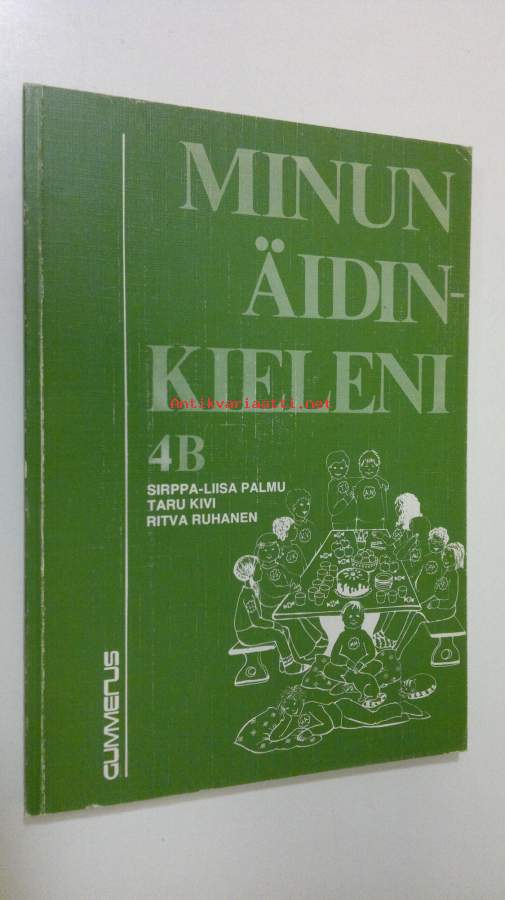 MINUN
ÄIDIN-
KIELENI
Antikvariaatti.net
4B
SIRPPA-LIISA PALMU
TARU KIVI
RITVA RUHANEN
GUMMERUS